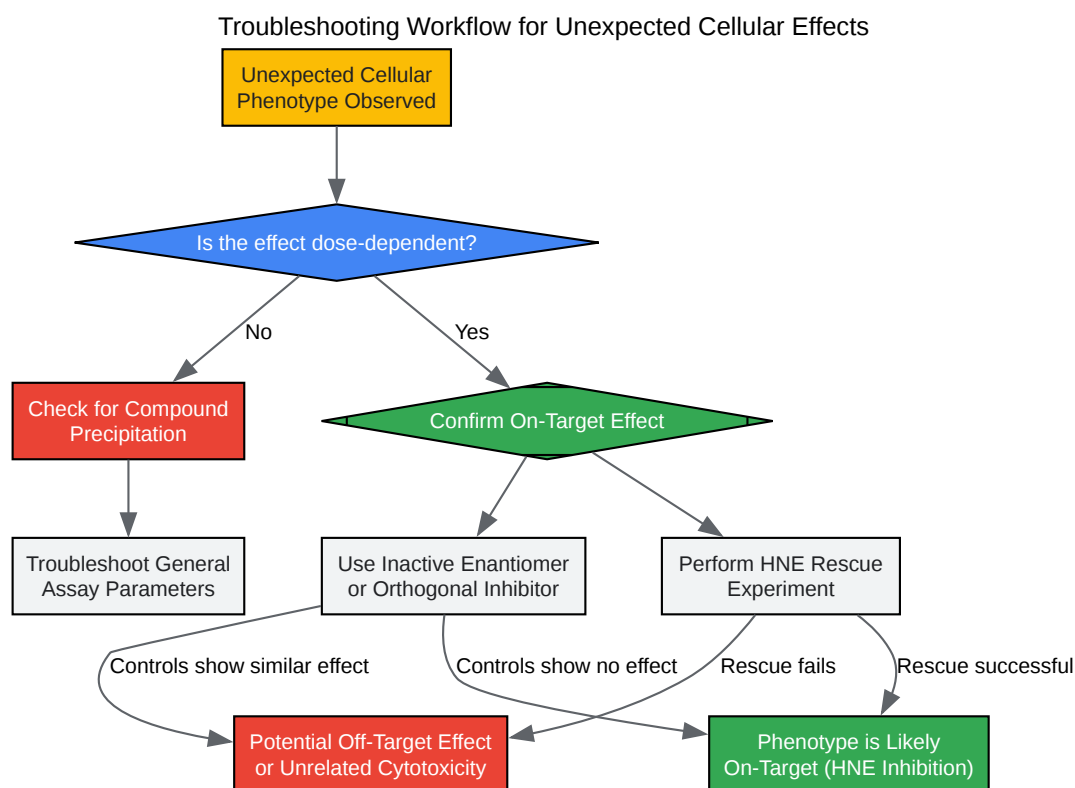 Troubleshooting Workflow for Unexpected Cellular Effects
Unexpected Cellular
Phenotype Observed
Is the effect dose-dependent?
No
Yes
Check for Compound
Precipitation
Confirm On-Target Effect
Troubleshoot General
Assay Parameters
Use Inactive Enantiomer
or Orthogonal Inhibitor
Perform HNE Rescue
Experiment
Controls show similar effect
Controls show no effect
Rescue fails
Rescue successful
Potential Off-Target Effect
or Unrelated Cytotoxicity
Phenotype is Likely
On-Target (HNE Inhibition)